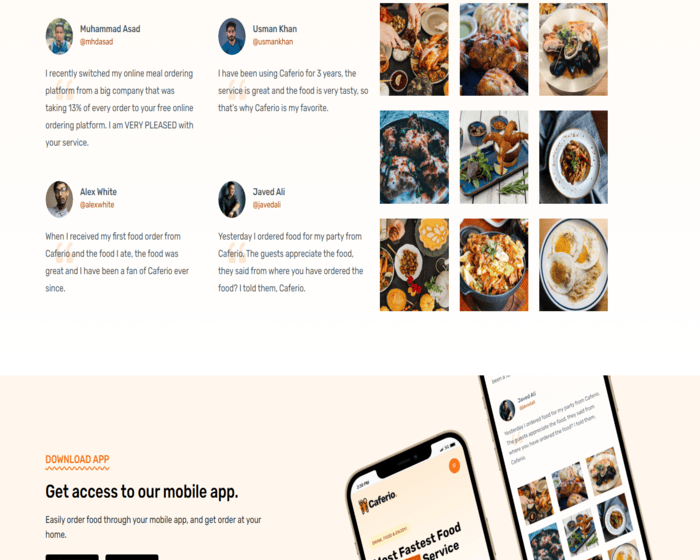 Muhammad Asad
@mhdasad
I recently switched my online meal ordering
platform from a big company that was
taking 13% of every order to your free online
ordering platform. I am VERY PLEASED with
your service.
Usman Khan
@usmankhan
I have been using Caferio for 3 years, the
service is great and the food is very tasty, so
that's why Caferio is my favorite.
Alex White
@alexwhite
When I received my first food order from
Caferio and the food I ate, the food was
great and I have been a fan of Caferio ever
since.
Javed Ali
@javedali
Yesterday I ordered food for my party from
Caferio. The guests appreciate the food,
they said from where you have ordered the
food? I told them, Caferio.
DOWNLOAD APP
Get access to our mobile app.
Easily order food through your mobile app, and get order at your
home.
Caferio.
DRINK, FOOD & ENJOY
Most Fastest Food
Service
Javed Ali
@javedali
Yesterday I ordered food for my party from Caferio.
The guests appreciate the food, they said from
where you have ordered the food? I told them,
Caferio.